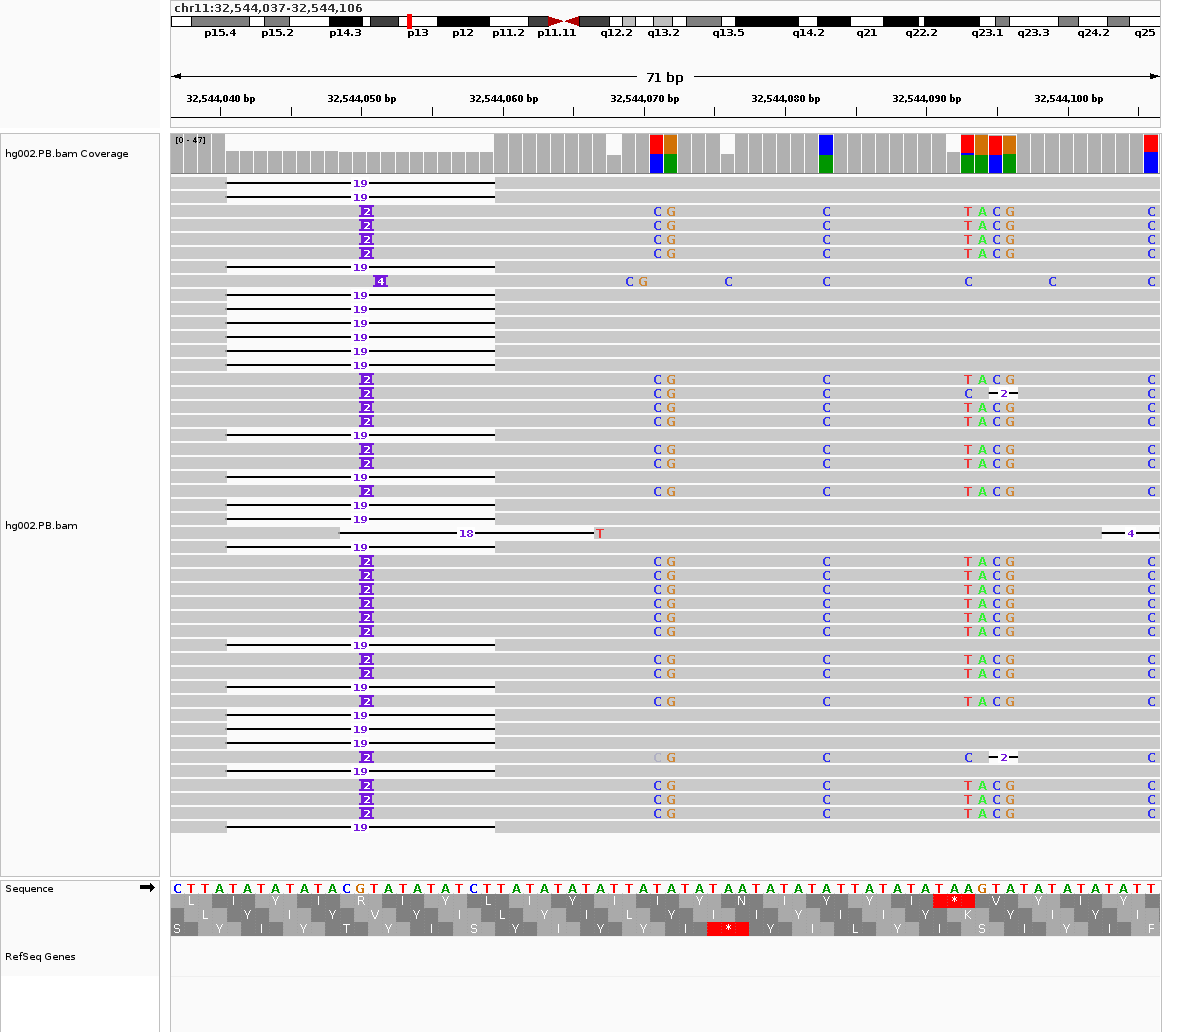 chr11:32,544,037-32,544,106
p15.4 p15.2 p14.3 p13 p12 p11.2 p11.11 q12.2 q13.2 q13.5 q14.2 q21 q22.2 q23.1 q23.3 q24.2 q25
71 bp
32,544,040 bp 32,544,050 bp 32,544,060 bp 32,544,070 bp 32,544,080 bp 32,544,090 bp 32,544,100 bp
hg002.PB.bam Coverage [0 - 47]
19
19
2 C G C T A C G C
2 C G C T A C G C
2 C G C T A C G C
2 C G C T A C G C
19
4 C G C C C C C
19
19
19
19
19
19
2 C G C T A C G C
2 C G C C 2 C
2 C G C T A C G C
2 C G C T A C G C
19
2 C G C T A C G C
2 C G C T A C G C
19
2 C G C T A C G C
19
19
hg002.PB.bam
18 T 4
19
2 C G C T A C G C
2 C G C T A C G C
2 C G C T A C G C
2 C G C T A C G C
2 C G C T A C G C
2 C G C T A C G C
19
2 C G C T A C G C
2 C G C T A C G C
19
2 C G C T A C G C
19
19
19
2 C G C C 2 C
19
2 C G C T A C G C
2 C G C T A C G C
2 C G C T A C G C
19
Sequence C T T A T A T A T A T A C G T A T A T A T C T T A T A T A T A T T A T A T A T A A T A T A T A T T A T A T A T A A G T A T A T A T A T A T T
L I Y I R I Y L I Y I I Y N I Y Y I * V Y I Y
L Y I Y V Y I L Y I L Y I I Y I I Y K Y I Y I
S Y I Y T Y I S Y I Y Y I * Y I L Y I S I Y I F
RefSeq Genes